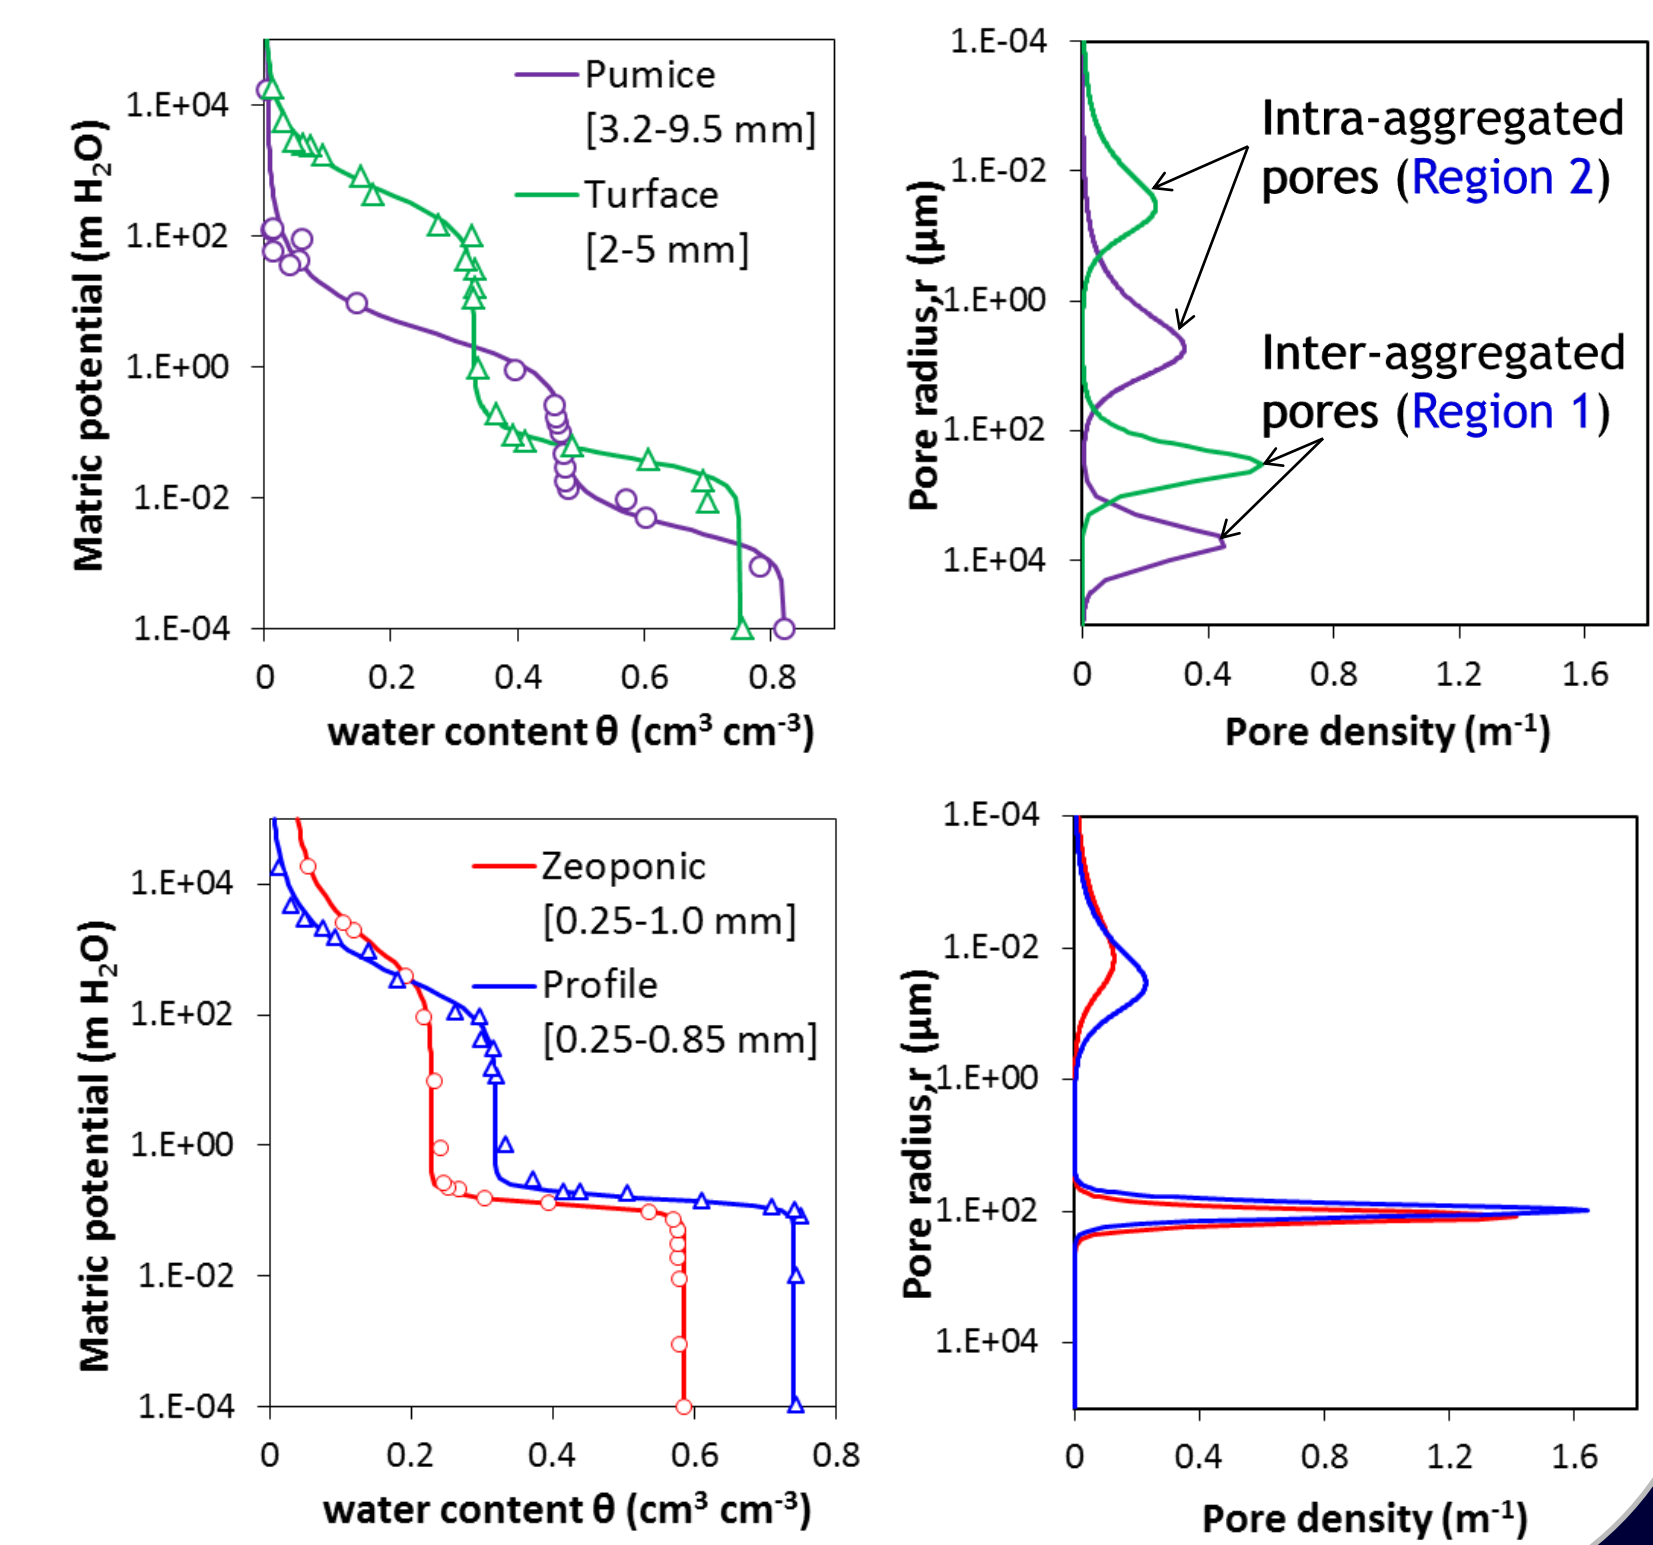 Pumice
[3.2-9.5 mm]
Turface
[2-5 mm]
1.E+04
1.E+02
1.E+00
1.E-02
1.E-04
Matric potential (m H₂O)
0 0.2 0.4 0.6 0.8
water content θ (cm³ cm⁻³)
1.E-04
1.E-02
1.E+00
1.E+02
1.E+04
Pore radius,r (µm)
Intra-aggregated
pores (Region 2)
Inter-aggregated
pores (Region 1)
0 0.4 0.8 1.2 1.6
Pore density (m⁻¹)
Zeoponic
[0.25-1.0 mm]
Profile
[0.25-0.85 mm]
1.E+04
1.E+02
1.E+00
1.E-02
1.E-04
Matric potential (m H₂O)
0 0.2 0.4 0.6 0.8
water content θ (cm³ cm⁻³)
1.E-04
1.E-02
1.E+00
1.E+02
1.E+04
Pore radius,r (µm)
0 0.4 0.8 1.2 1.6
Pore density (m⁻¹)